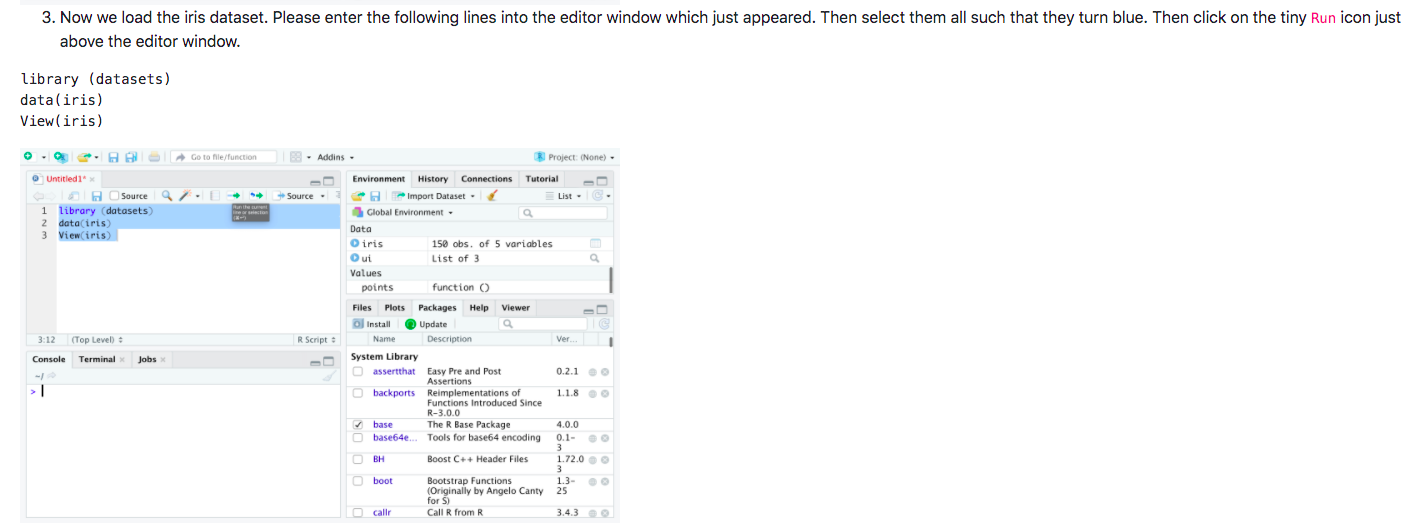 3. Now we load the iris dataset. Please enter the following lines into the editor window which just appeared. Then select them all such that they turn blue. Then click on the tiny Run icon just
above the editor window.
library (datasets)
data(iris)
View(iris)
Go to file/function
Addins
Project: (None)
Untitled1*
Source
Source
Run the current
line or selection
1 library (datasets)
2 data(iris)
3 View(iris)
3:12 (Top Level)
R Script
Console Terminal Jobs
~/
>
Environment History Connections Tutorial
Import Dataset
List
Global Environment
Data
iris 150 obs. of 5 variables
ui List of 3
Values
points function ()
Files Plots Packages Help Viewer
Install Update
Name Description Ver...
System Library
assertthat Easy Pre and Post 0.2.1
Assertions
backports Reimplementations of 1.1.8
Functions Introduced Since
R-3.0.0
base The R Base Package 4.0.0
base64e... Tools for base64 encoding 0.1-
3
BH Boost C++ Header Files 1.72.0
3
boot Bootstrap Functions 1.3-
(Originally by Angelo Canty 25
for S)
callr Call R from R 3.4.3